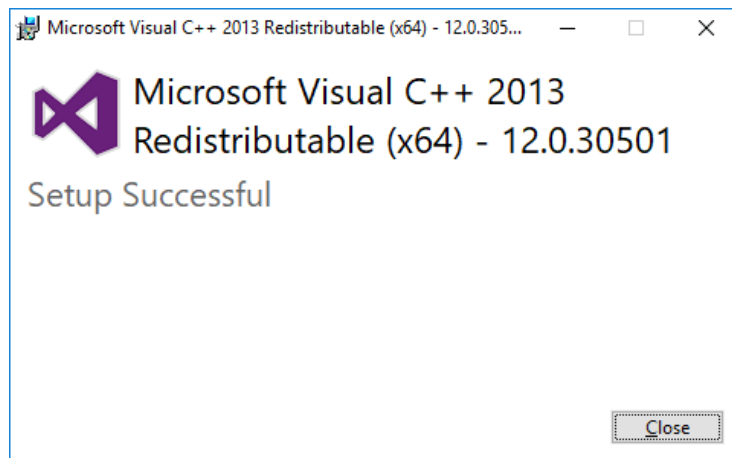 Microsoft Visual C++ 2013 Redistributable (x64) - 12.0.305...
Microsoft Visual C++ 2013
Redistributable (x64) - 12.0.30501
Setup Successful
Close